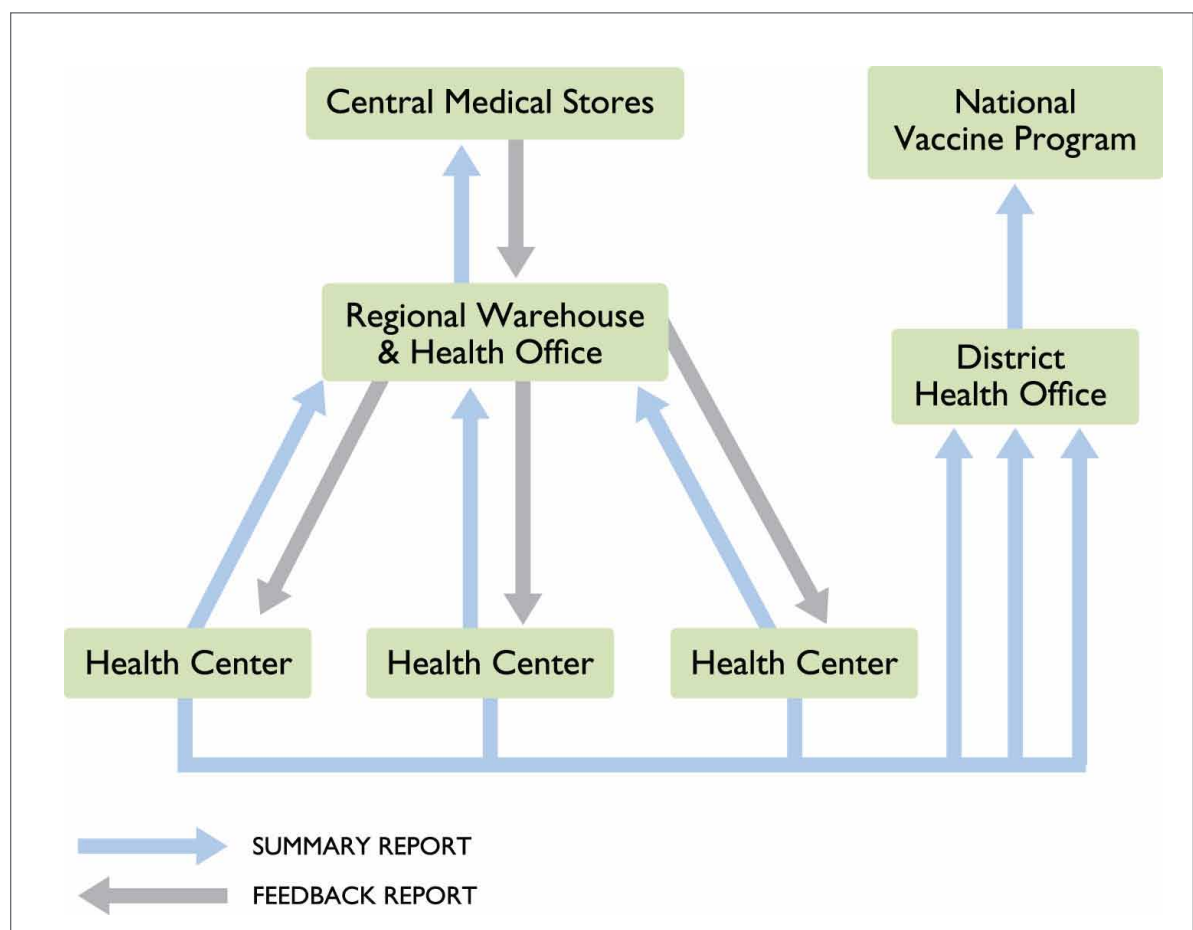 Central Medical Stores
National
Vaccine Program
Regional Warehouse
& Health Office
District
Health Office
Health Center
Health Center
Health Center
SUMMARY REPORT
FEEDBACK REPORT